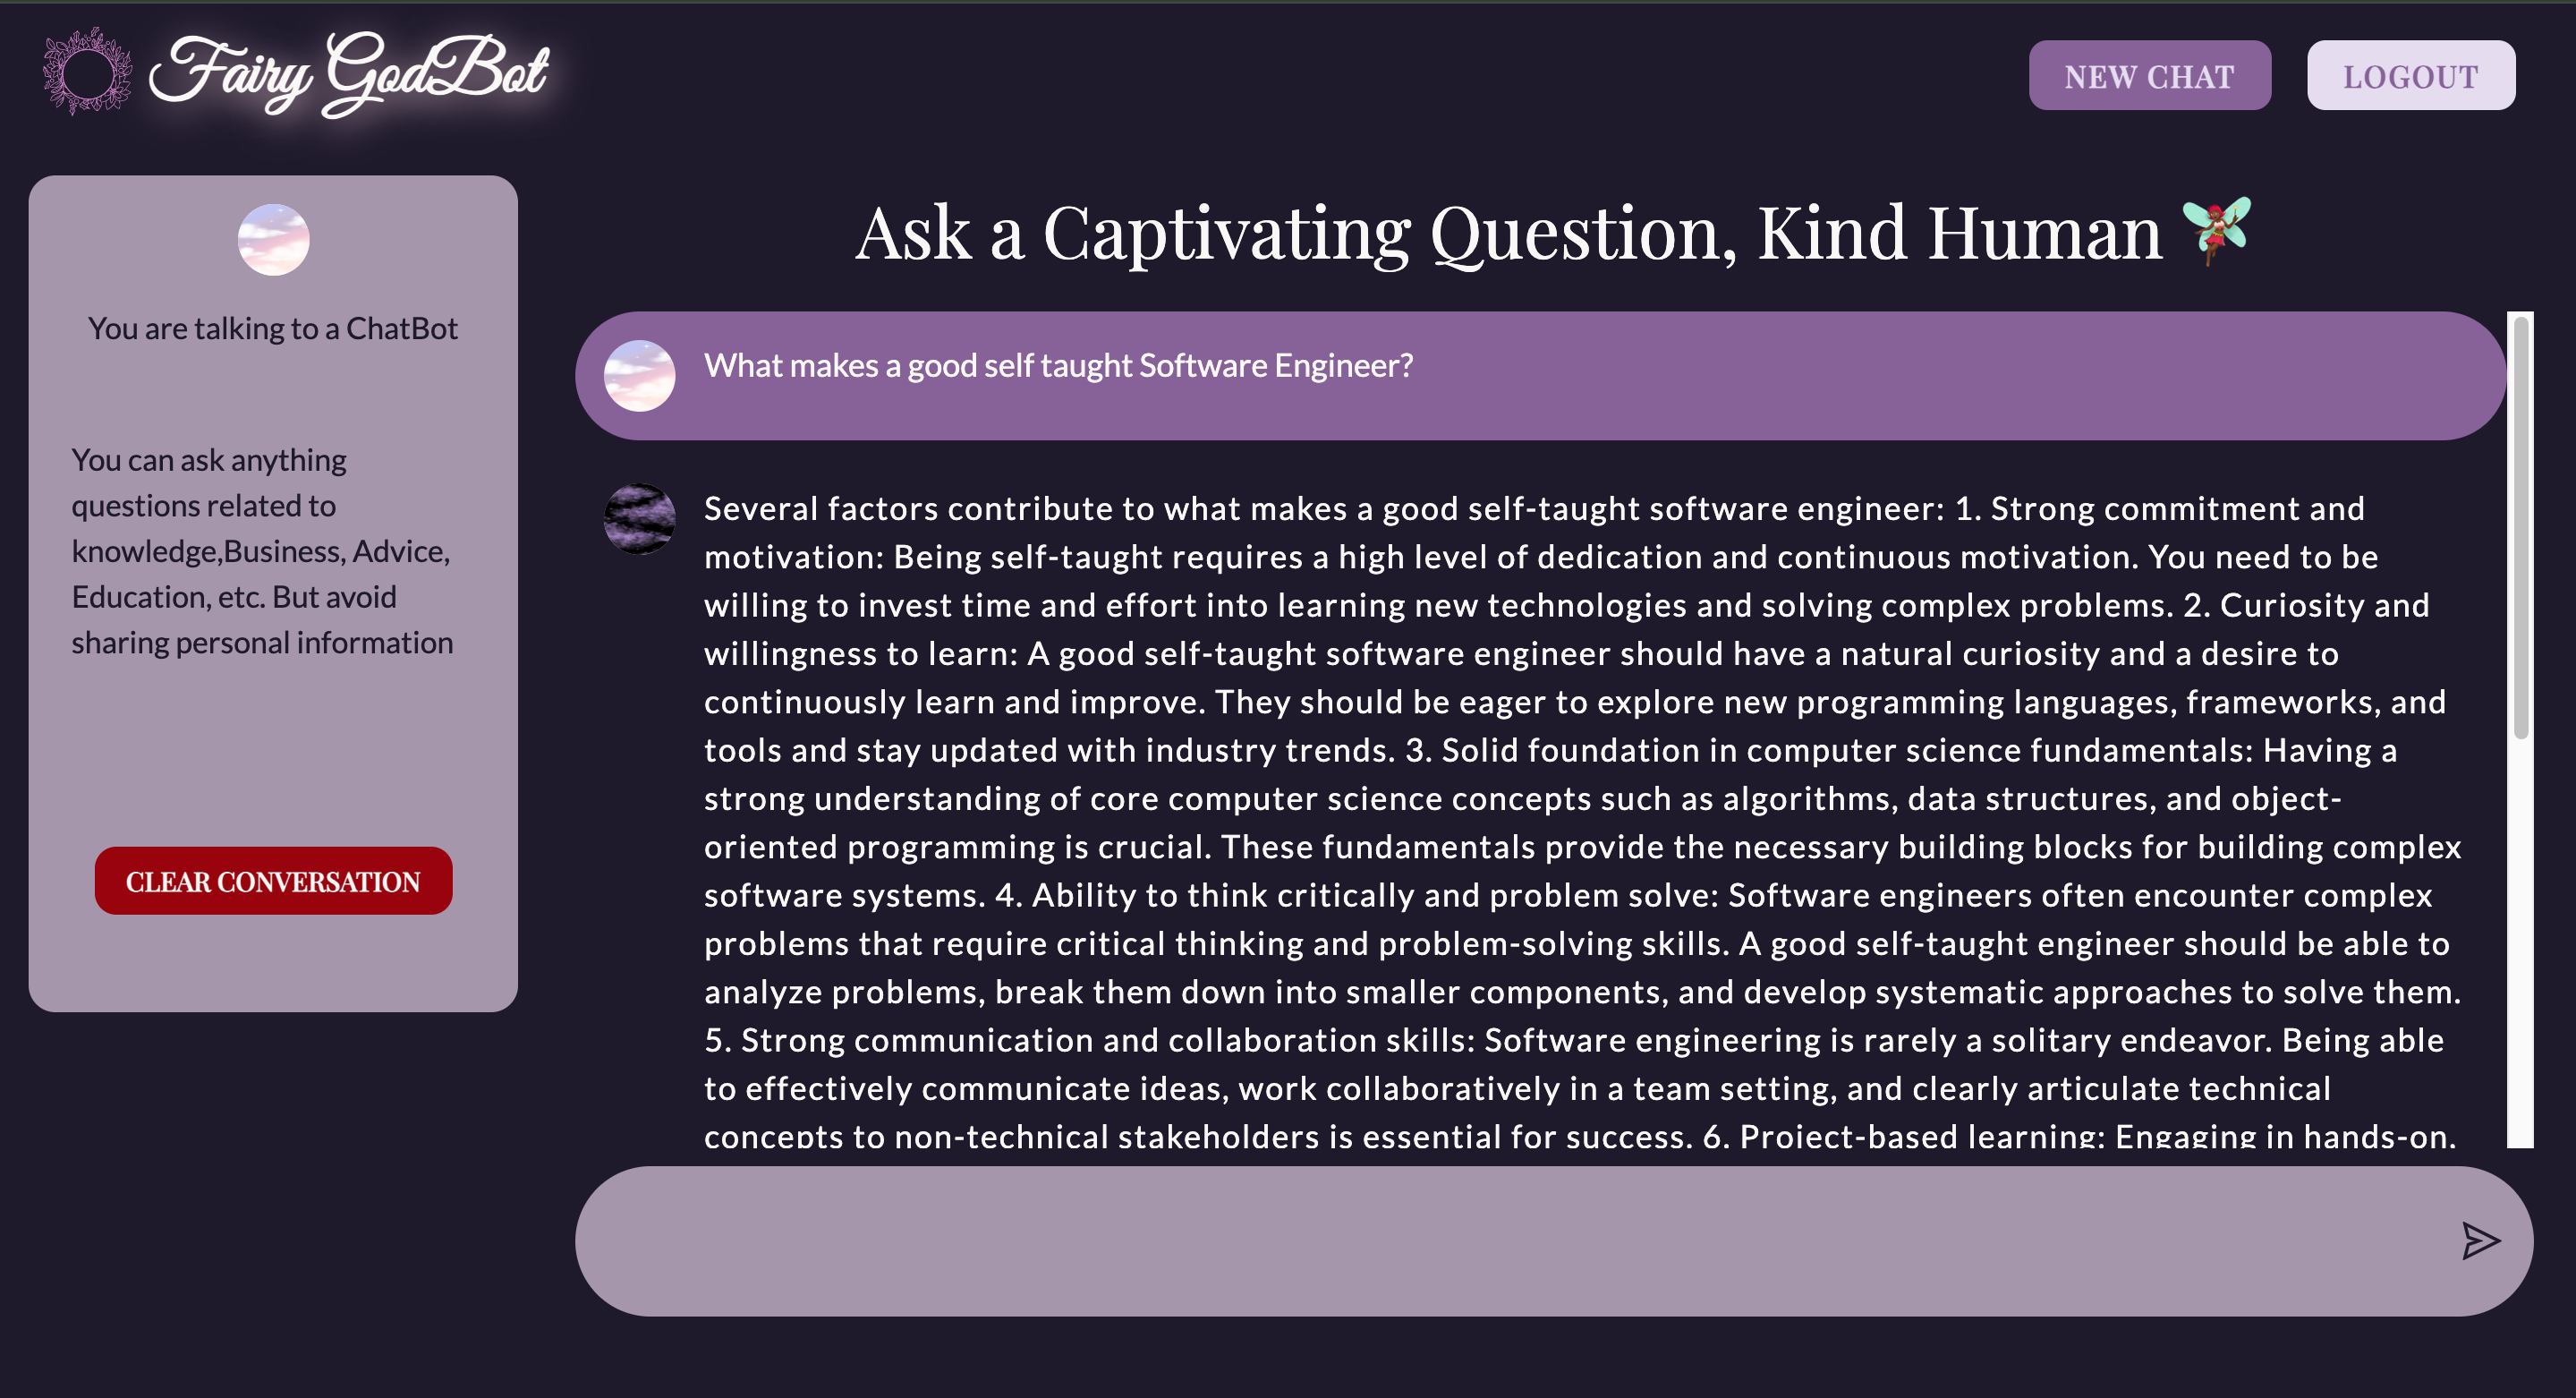 Fairy GodBot
NEW CHAT
LOGOUT
You are talking to a ChatBot
You can ask anything
questions related to
knowledge,Business, Advice,
Education, etc. But avoid
sharing personal information
CLEAR CONVERSATION
Ask a Captivating Question, Kind Human
What makes a good self taught Software Engineer?
Several factors contribute to what makes a good self-taught software engineer: 1. Strong commitment and
motivation: Being self-taught requires a high level of dedication and continuous motivation. You need to be
willing to invest time and effort into learning new technologies and solving complex problems. 2. Curiosity and
willingness to learn: A good self-taught software engineer should have a natural curiosity and a desire to
continuously learn and improve. They should be eager to explore new programming languages, frameworks, and
tools and stay updated with industry trends. 3. Solid foundation in computer science fundamentals: Having a
strong understanding of core computer science concepts such as algorithms, data structures, and object-
oriented programming is crucial. These fundamentals provide the necessary building blocks for building complex
software systems. 4. Ability to think critically and problem solve: Software engineers often encounter complex
problems that require critical thinking and problem-solving skills. A good self-taught engineer should be able to
analyze problems, break them down into smaller components, and develop systematic approaches to solve them.
5. Strong communication and collaboration skills: Software engineering is rarely a solitary endeavor. Being able
to effectively communicate ideas, work collaboratively in a team setting, and clearly articulate technical
concepts to non-technical stakeholders is essential for success. 6. Project-based learning: Engaging in hands-on.